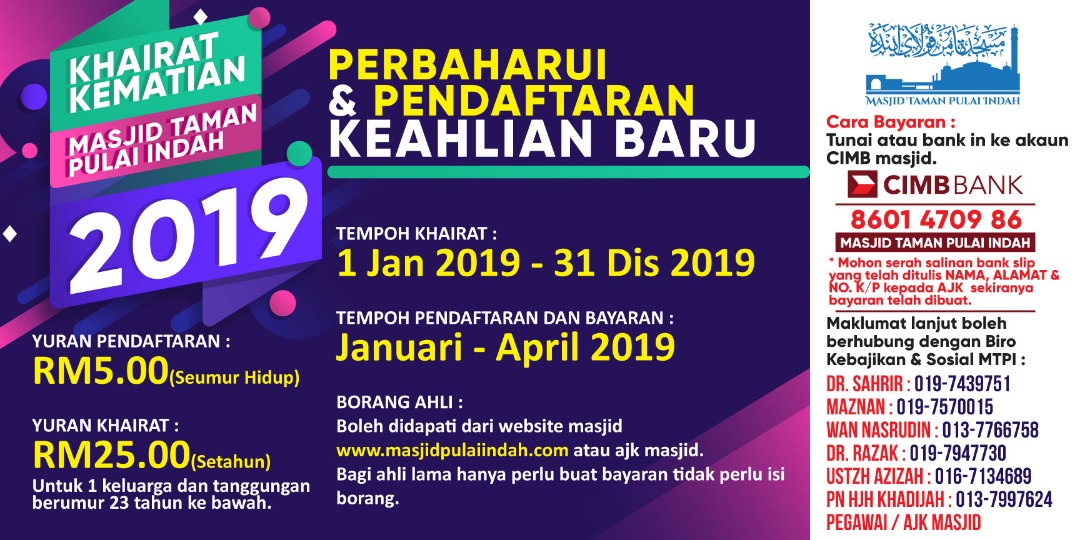 KHAIRAT
KEMATIAN
MASJID TAMAN
PULAI INDAH
2019
YURAN PENDAFTARAN :
RM5.00(Seumur Hidup)
YURAN KHAIRAT :
RM25.00(Setahun)
Untuk 1 keluarga dan tanggungan
berumur 23 tahun ke bawah.
PERBAHARUI
& PENDAFTARAN
KEAHLIAN BARU
TEMPOH KHAIRAT :
1 Jan 2019 - 31 Dis 2019
TEMPOH PENDAFTARAN DAN BAYARAN :
Januari - April 2019
BORANG AHLI :
Boleh didapati dari website masjid
www.masjidpulaiindah.com atau ajk masjid.
Bagi ahli lama hanya perlu buat bayaran tidak perlu isi
borang.
مسجد تامن فولاي اينده
MASJID TAMAN PULAI INDAH
Cara Bayaran :
Tunai atau bank in ke akaun
CIMB masjid.
CIMB BANK
8601 4709 86
MASJID TAMAN PULAI INDAH
* Mohon serah salinan bank slip
yang telah ditulis NAMA, ALAMAT &
NO. K/P kepada AJK sekiranya
bayaran telah dibuat.
Maklumat lanjut boleh
berhubung dengan Biro
Kebajikan & Sosial MTPI :
DR. SAHRIR : 019-7439751
MAZNAN : 019-7570015
WAN NASRUDIN : 013-7766758
DR. RAZAK : 019-7947730
USTZH AZIZAH : 016-7134689
PN HJH KHADIJAH : 013-7997624
PEGAWAI / AJK MASJID